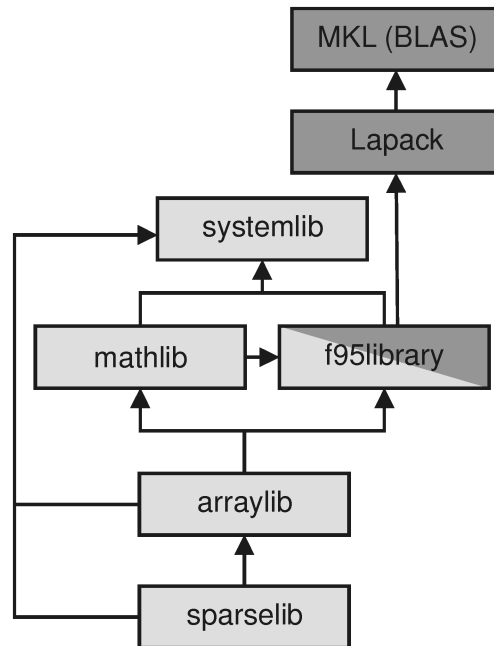 MKL (BLAS)
Lapack
systemlib
mathlib
f95library
arraylib
sparselib